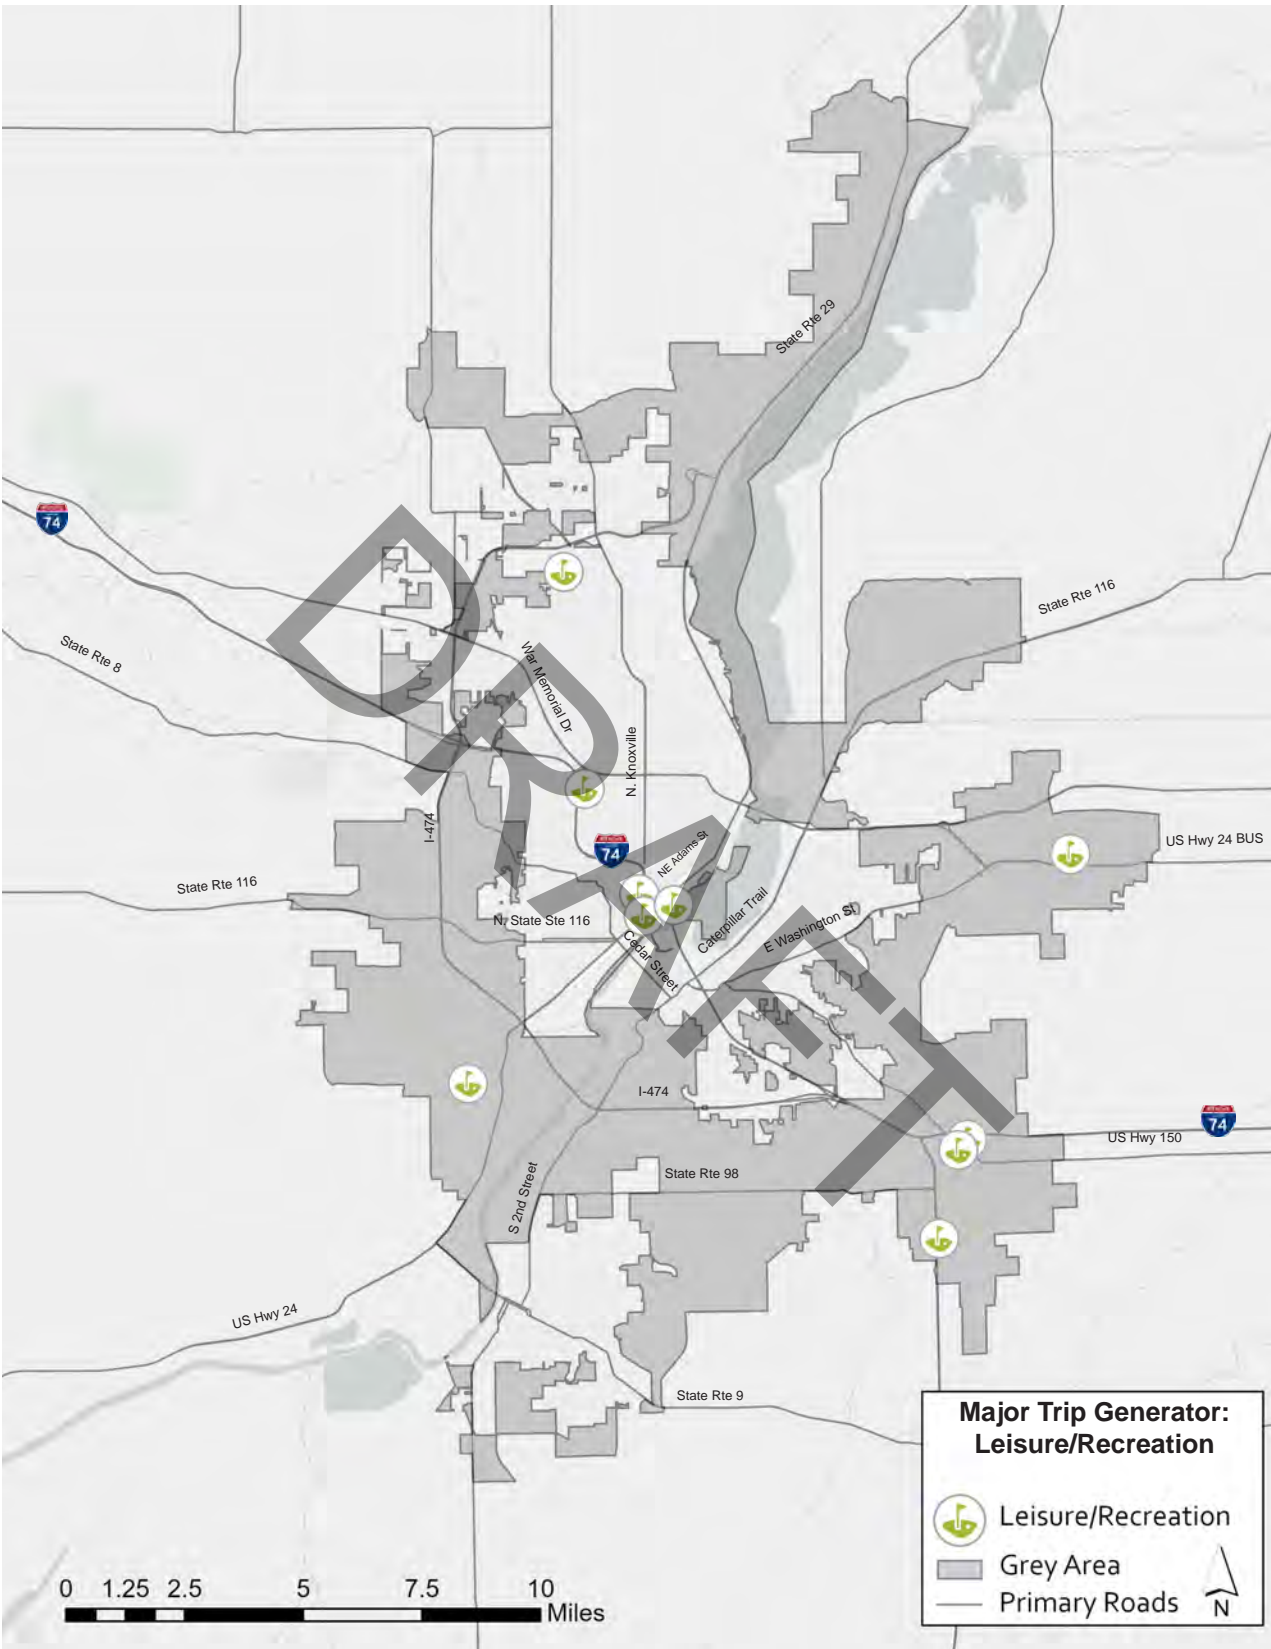 State Rte 29
74
State Rte 116
State Rte 8
War Memorial Dr
N. Knoxville
I-474
74
NE Adams St
US Hwy 24 BUS
State Rte 116
N. State Ste 116
Caterpillar Trail
E Washington St
Cedar Street
DRAFT
I-474
74
US Hwy 150
State Rte 98
S 2nd Street
US Hwy 24
State Rte 9
Major Trip Generator:
Leisure/Recreation
Leisure/Recreation
Grey Area
Primary Roads
N
0 1.25 2.5 5 7.5 10
Miles